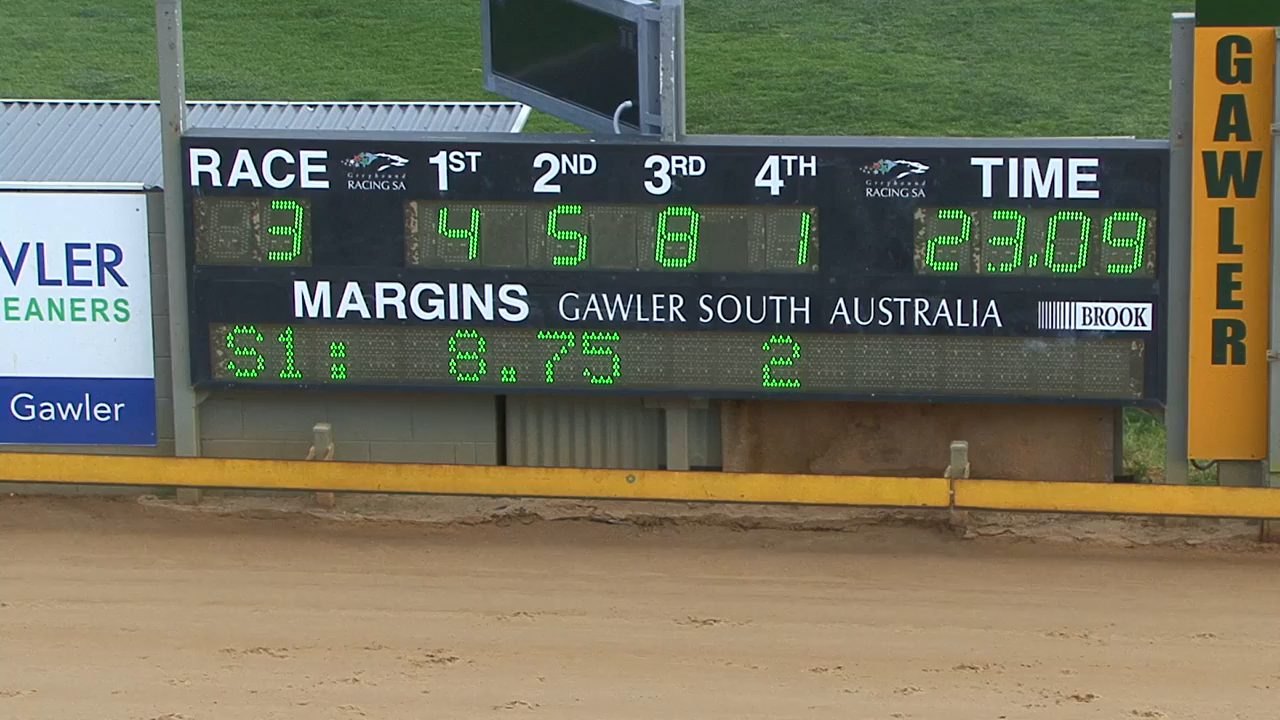 RACE Greyhound RACING SA 1ST 2ND 3RD 4TH Greyhound RACING SA TIME
3 4 5 8 1 23.09
MARGINS GAWLER SOUTH AUSTRALIA BROOK
S1: 8.75 2
WLER
EANERS
Gawler
GAWLER